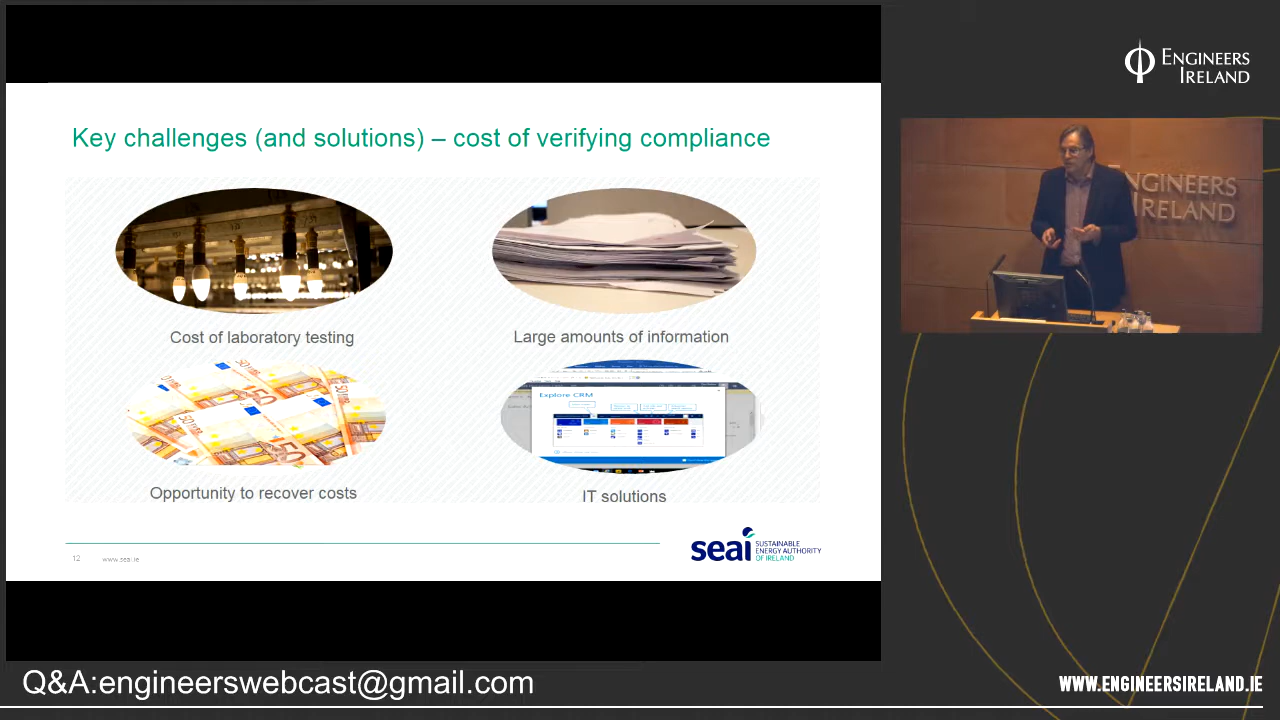 Key challenges (and solutions) – cost of verifying compliance
Cost of laboratory testing
Large amounts of information
Explore CRM
Opportunity to recover costs
IT solutions
12
www.seai.ie
seai
SUSTAINABLE
ENERGY AUTHORITY
OF IRELAND
ENGINEERS
IRELAND
ENGINEERS
IRELAND
Q&A:engineerswebcast@gmail.com
WWW.ENGINEERSIRELAND.IE